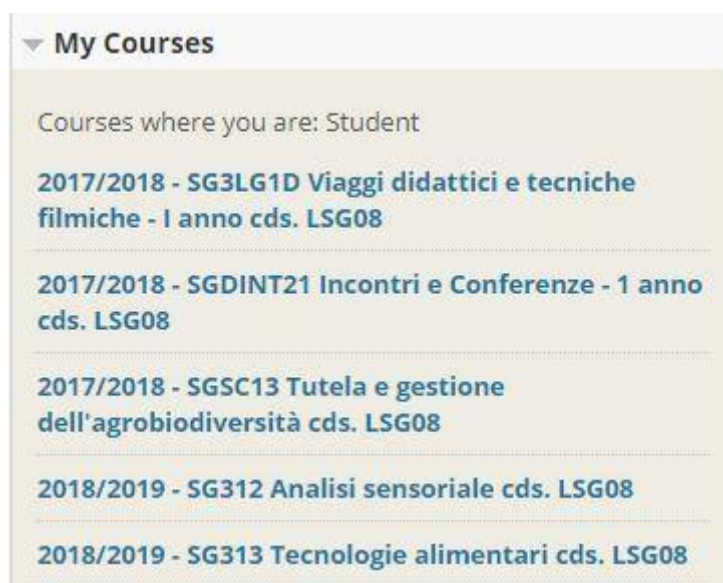 My Courses
Courses where you are: Student
2017/2018 - SG3LG1D Viaggi didattici e tecniche
filmiche - I anno cds. LSG08
2017/2018 - SGDINT21 Incontri e Conferenze - 1 anno
cds. LSG08
2017/2018 - SGSC13 Tutela e gestione
dell'agrobiodiversità cds. LSG08
2018/2019 - SG312 Analisi sensoriale cds. LSG08
2018/2019 - SG313 Tecnologie alimentari cds. LSG08